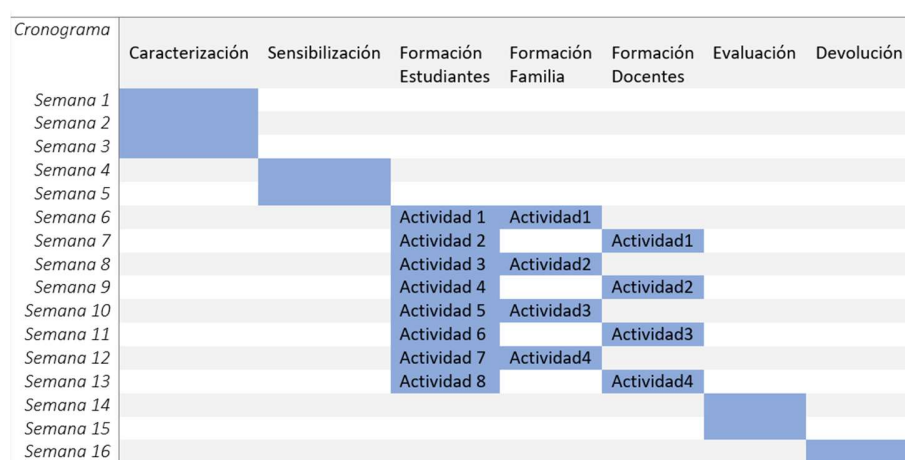 Cronograma
Caracterización Sensibilización Formación Estudiantes Formación Familia Formación Docentes Evaluación Devolución
Semana 1
Semana 2
Semana 3
Semana 4
Semana 5
Semana 6 Actividad 1 Actividad1
Semana 7 Actividad 2 Actividad1
Semana 8 Actividad 3 Actividad2
Semana 9 Actividad 4 Actividad2
Semana 10 Actividad 5 Actividad3
Semana 11 Actividad 6 Actividad3
Semana 12 Actividad 7 Actividad4
Semana 13 Actividad 8 Actividad4
Semana 14
Semana 15
Semana 16